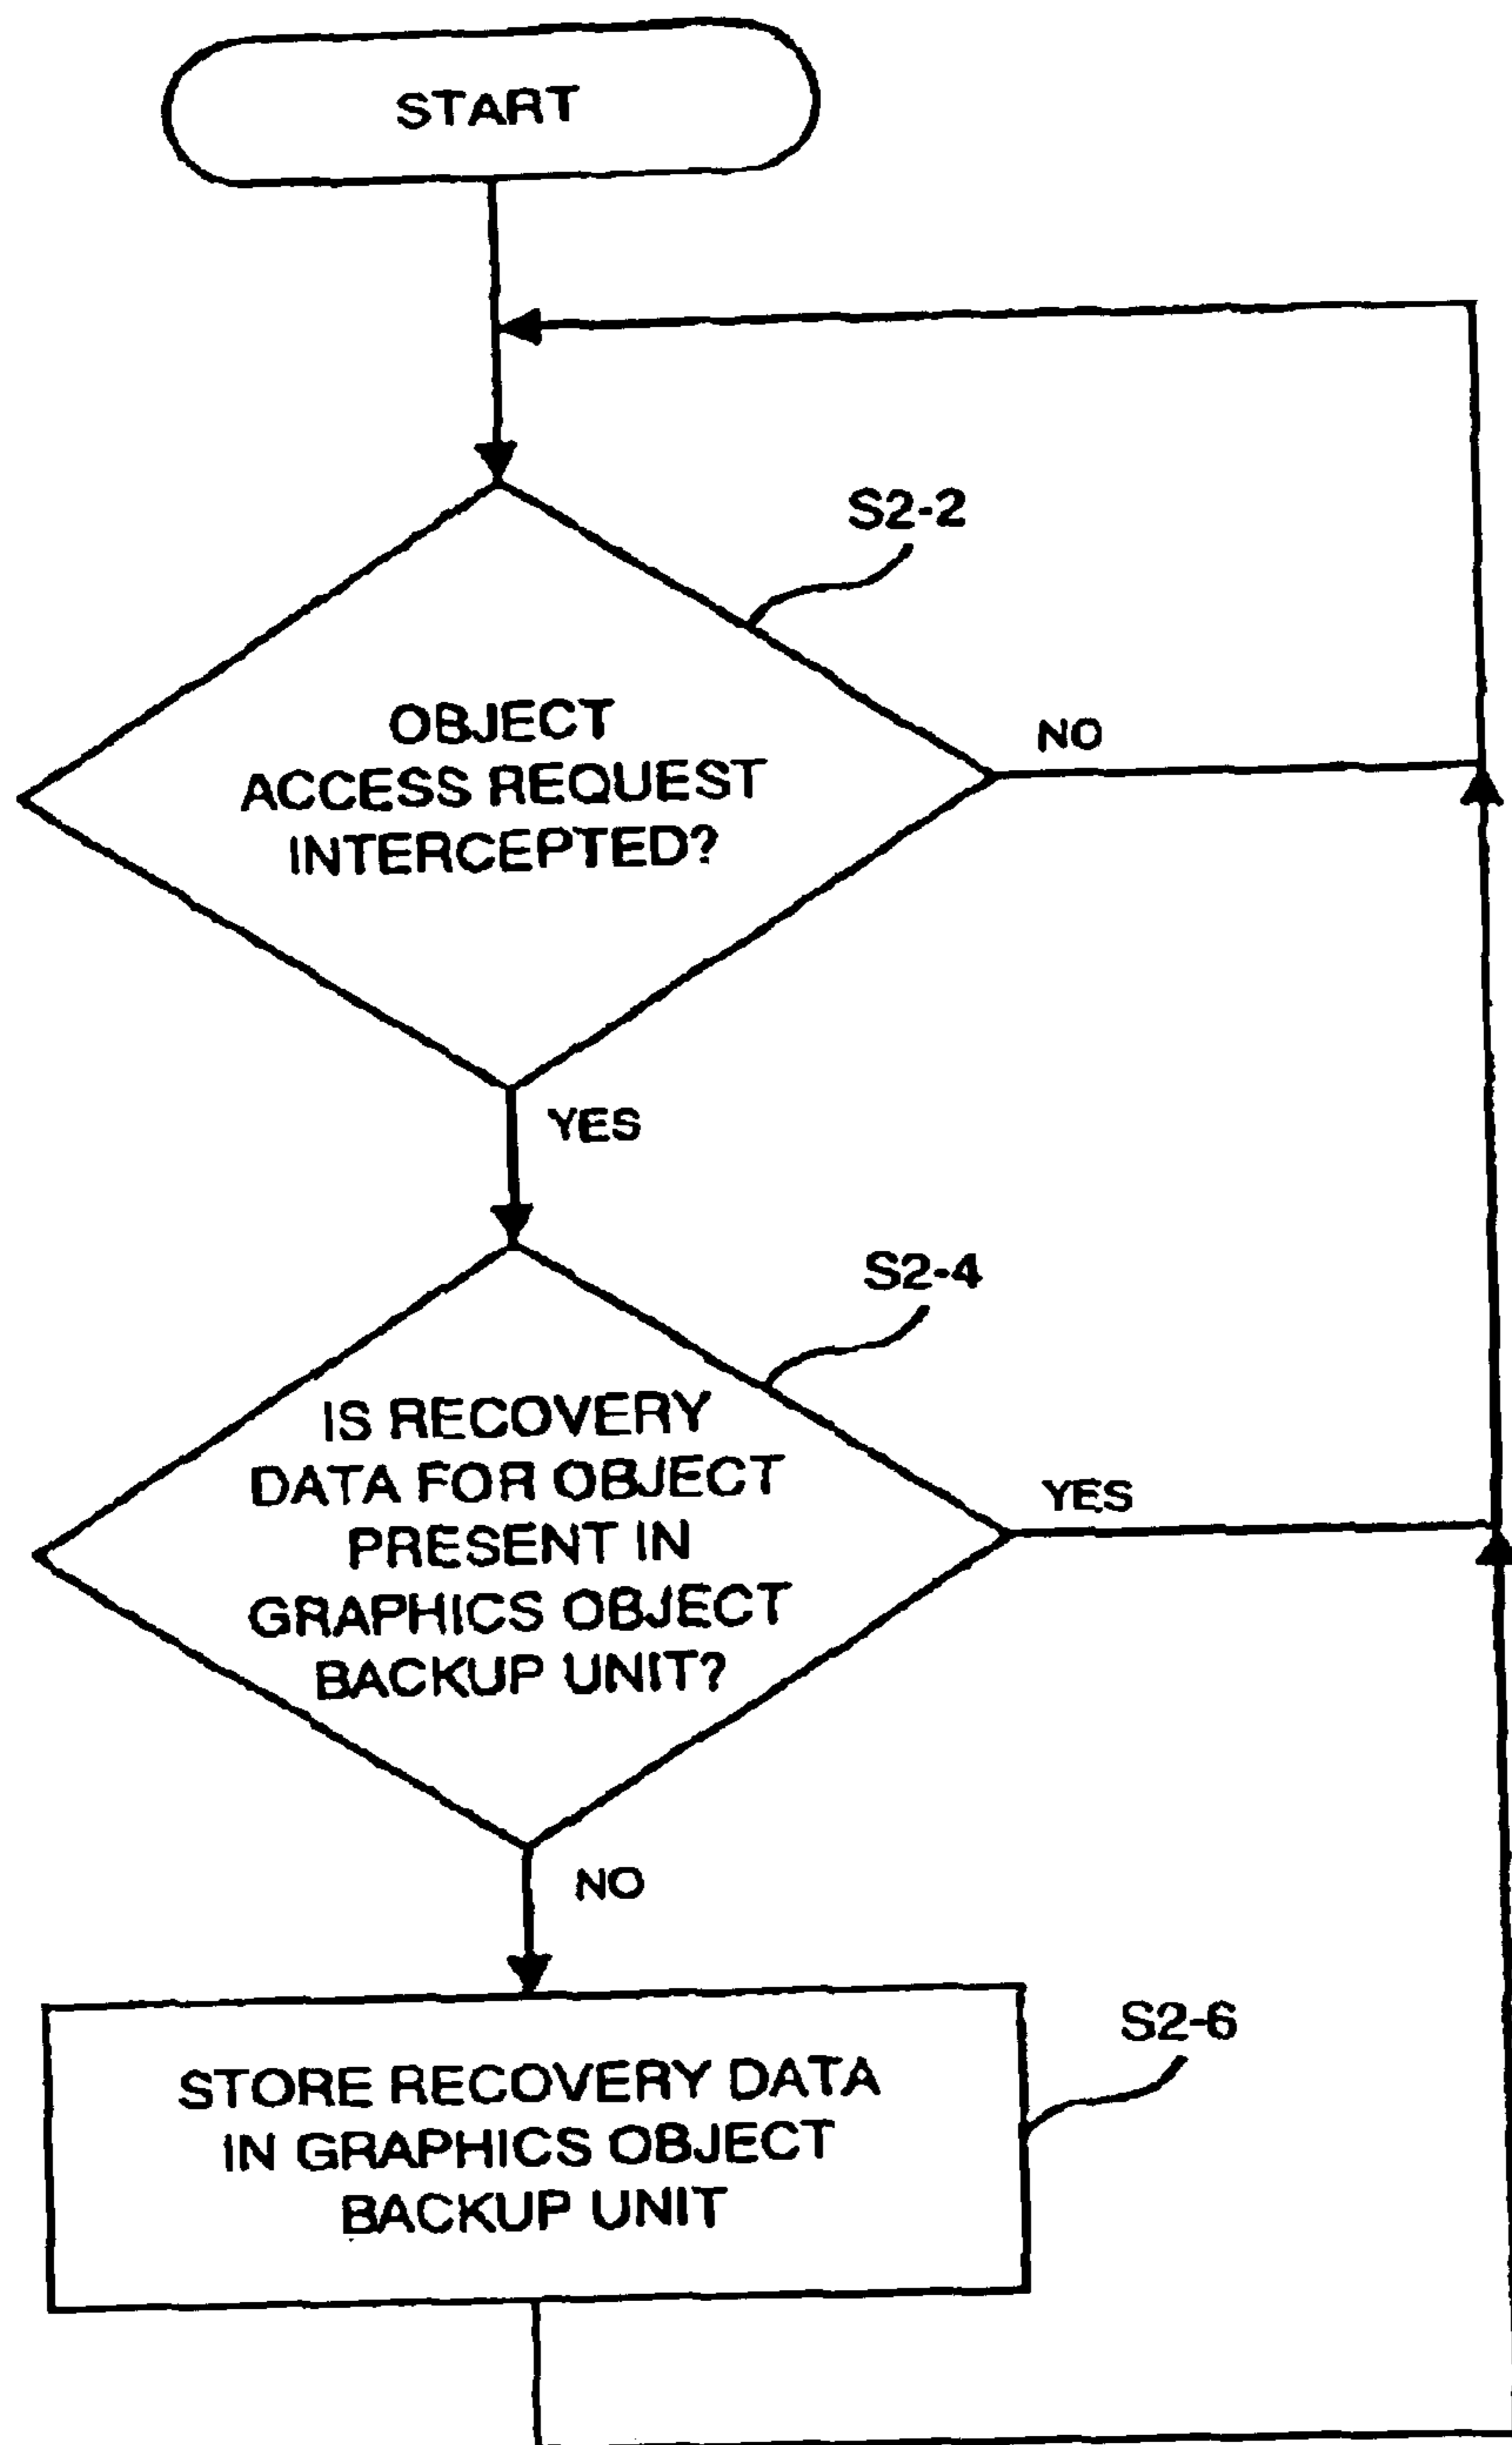 START
S2-2
OBJECT
ACCESS REQUEST
INTERCEPTED?
NO
YES
S2-4
IS RECOVERY
DATA FOR OBJECT
PRESENT IN
GRAPHICS OBJECT
BACKUP UNIT?
YES
NO
S2-6
STORE RECOVERY DATA
IN GRAPHICS OBJECT
BACKUP UNIT